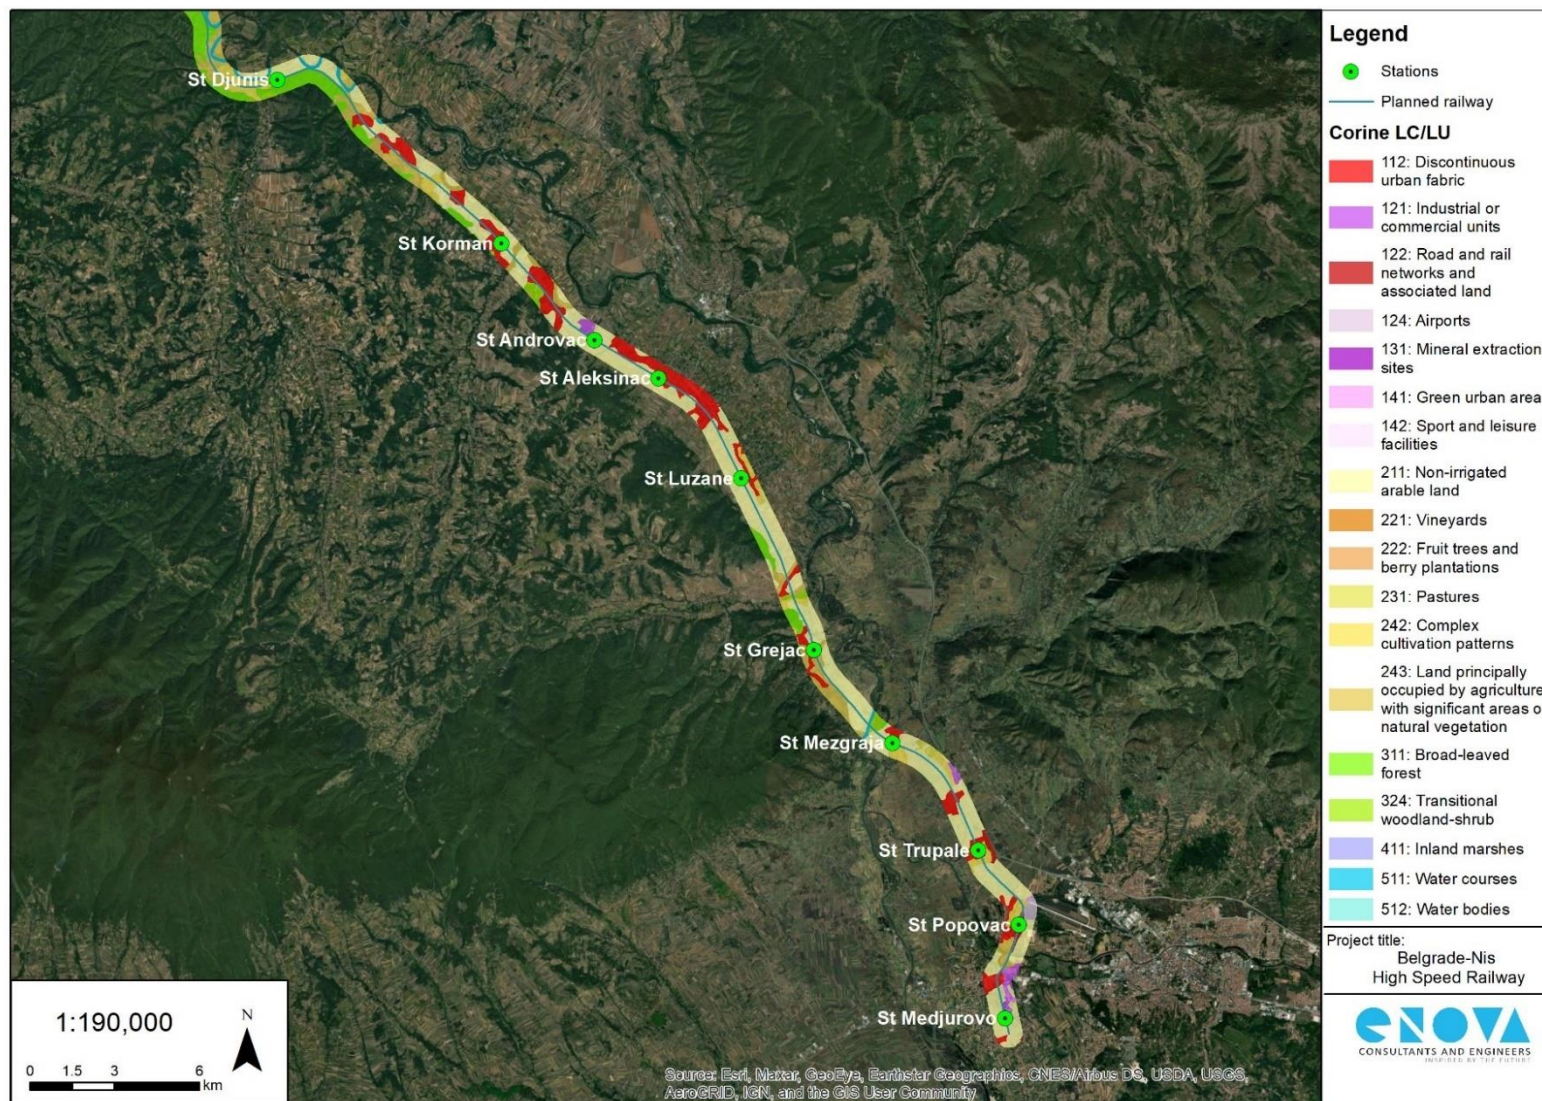 St Djunis
St Korman
St Androvac
St Aleksinac
St Luzane
St Grejac
St Mezgraja
St Trupale
St Popovac
St Medjurovo
1:190,000
N
0 1.5 3 6
km
Source: Esri, Maxar, GeoEye, Earthstar Geographics, CNES/Airbus DS, USDA, USGS,
AeroGRID, IGN, and the GIS User Community
Legend
Stations
Planned railway
Corine LC/LU
112: Discontinuous
urban fabric
121: Industrial or
commercial units
122: Road and rail
networks and
associated land
124: Airports
131: Mineral extraction
sites
141: Green urban area
142: Sport and leisure
facilities
211: Non-irrigated
arable land
221: Vineyards
222: Fruit trees and
berry plantations
231: Pastures
242: Complex
cultivation patterns
243: Land principally
occupied by agriculture
with significant areas o
natural vegetation
311: Broad-leaved
forest
324: Transitional
woodland-shrub
411: Inland marshes
511: Water courses
512: Water bodies
Project title:
Belgrade-Nis
High Speed Railway
eNOVA
CONSULTANTS AND ENGINEERS
INSPIRED BY THE FUTURE